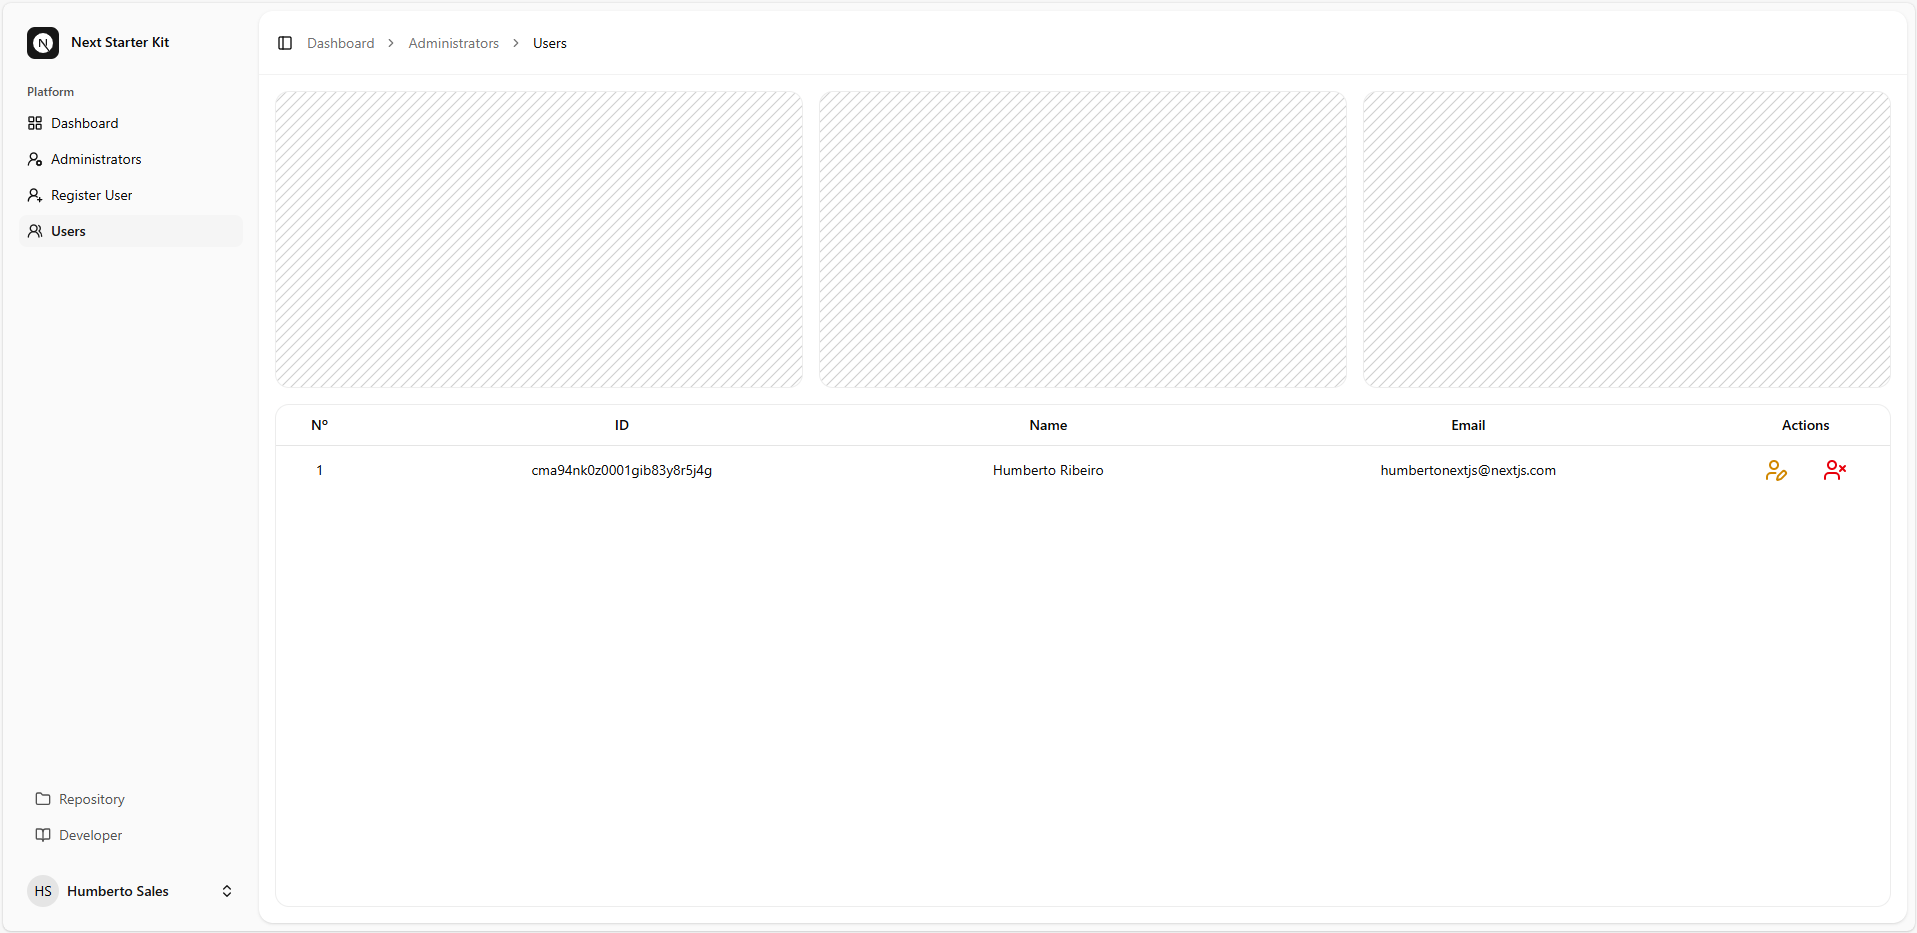 Next Starter Kit
Platform
Dashboard
Administrators
Register User
Users
Repository
Developer
HS Humberto Sales
Dashboard > Administrators > Users
Nº ID Name Email Actions
1 cma94nk0z0001gib83y8r5j4g Humberto Ribeiro humbertonextjs@nextjs.com